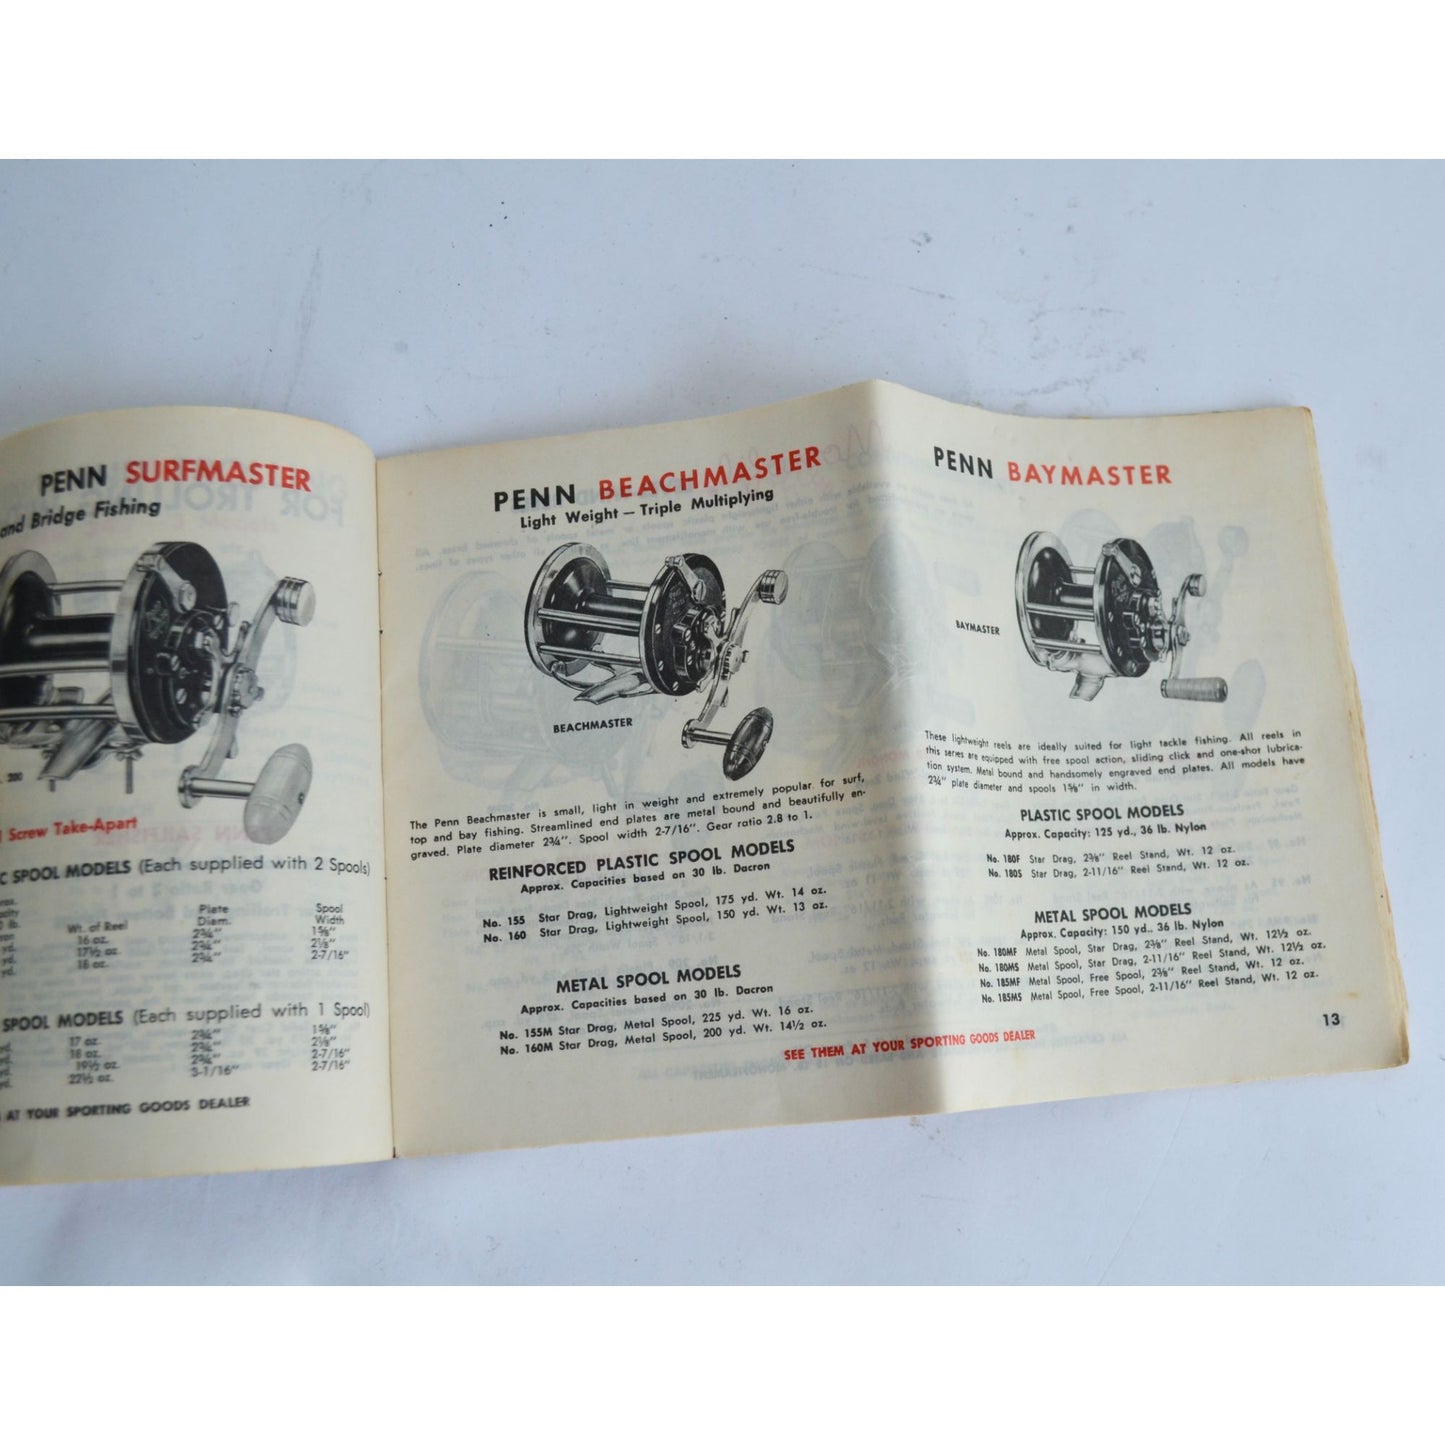 PENN SURFMASTER
and Bridge Fishing
200
Screw Take-Apart
SPOOL MODELS (Each supplied with 2 Spools)
Plate Spool
Wt. of Reel Diam. Width
16 oz. 2¾" 1⅝"
17½ oz. 2¾" 2⅛"
18 oz. 2¾" 2-7/16"
SPOOL MODELS (Each supplied with 1 Spool)
17 oz. 2¾" 1⅝"
18 oz. 2¾" 2⅛"
19½ oz. 2¾" 2-7/16"
22½ oz. 3-1/16" 2-7/16"
AT YOUR SPORTING GOODS DEALER
PENN BEACHMASTER
Light Weight — Triple Multiplying
BEACHMASTER
The Penn Beachmaster is small, light in weight and extremely popular for surf,
top and bay fishing. Streamlined end plates are metal bound and beautifully en-
graved. Plate diameter 2¾". Spool width 2-7/16". Gear ratio 2.8 to 1.
REINFORCED PLASTIC SPOOL MODELS
Approx. Capacities based on 30 lb. Dacron
No. 155 Star Drag, Lightweight Spool, 175 yd. Wt. 14 oz.
No. 160 Star Drag, Lightweight Spool, 150 yd. Wt. 13 oz.
METAL SPOOL MODELS
Approx. Capacities based on 30 lb. Dacron
No. 155M Star Drag, Metal Spool, 225 yd. Wt. 16 oz.
No. 160M Star Drag, Metal Spool, 200 yd. Wt. 14½ oz.
PENN BAYMASTER
BAYMASTER
These lightweight reels are ideally suited for light tackle fishing. All reels in
this series are equipped with free spool action, sliding click and one-shot lubrica-
tion system. Metal bound and handsomely engraved end plates. All models have
2¾" plate diameter and spools 1⅝" in width.
PLASTIC SPOOL MODELS
Approx. Capacity: 125 yd., 36 lb. Nylon
No. 180F Star Drag, 2⅜" Reel Stand, Wt. 12 oz.
No. 180S Star Drag, 2-11/16" Reel Stand, Wt. 12 oz.
METAL SPOOL MODELS
Approx. Capacity: 150 yd.. 36 lb. Nylon
No. 180MF Metal Spool, Star Drag, 2⅜" Reel Stand, Wt. 12½ oz.
No. 180MS Metal Spool, Star Drag, 2-11/16" Reel Stand, Wt. 12½ oz.
No. 185MF Metal Spool, Free Spool, 2⅜" Reel Stand, Wt. 12 oz.
No. 185MS Metal Spool, Free Spool, 2-11/16" Reel Stand, Wt. 12 oz.
SEE THEM AT YOUR SPORTING GOODS DEALER
13